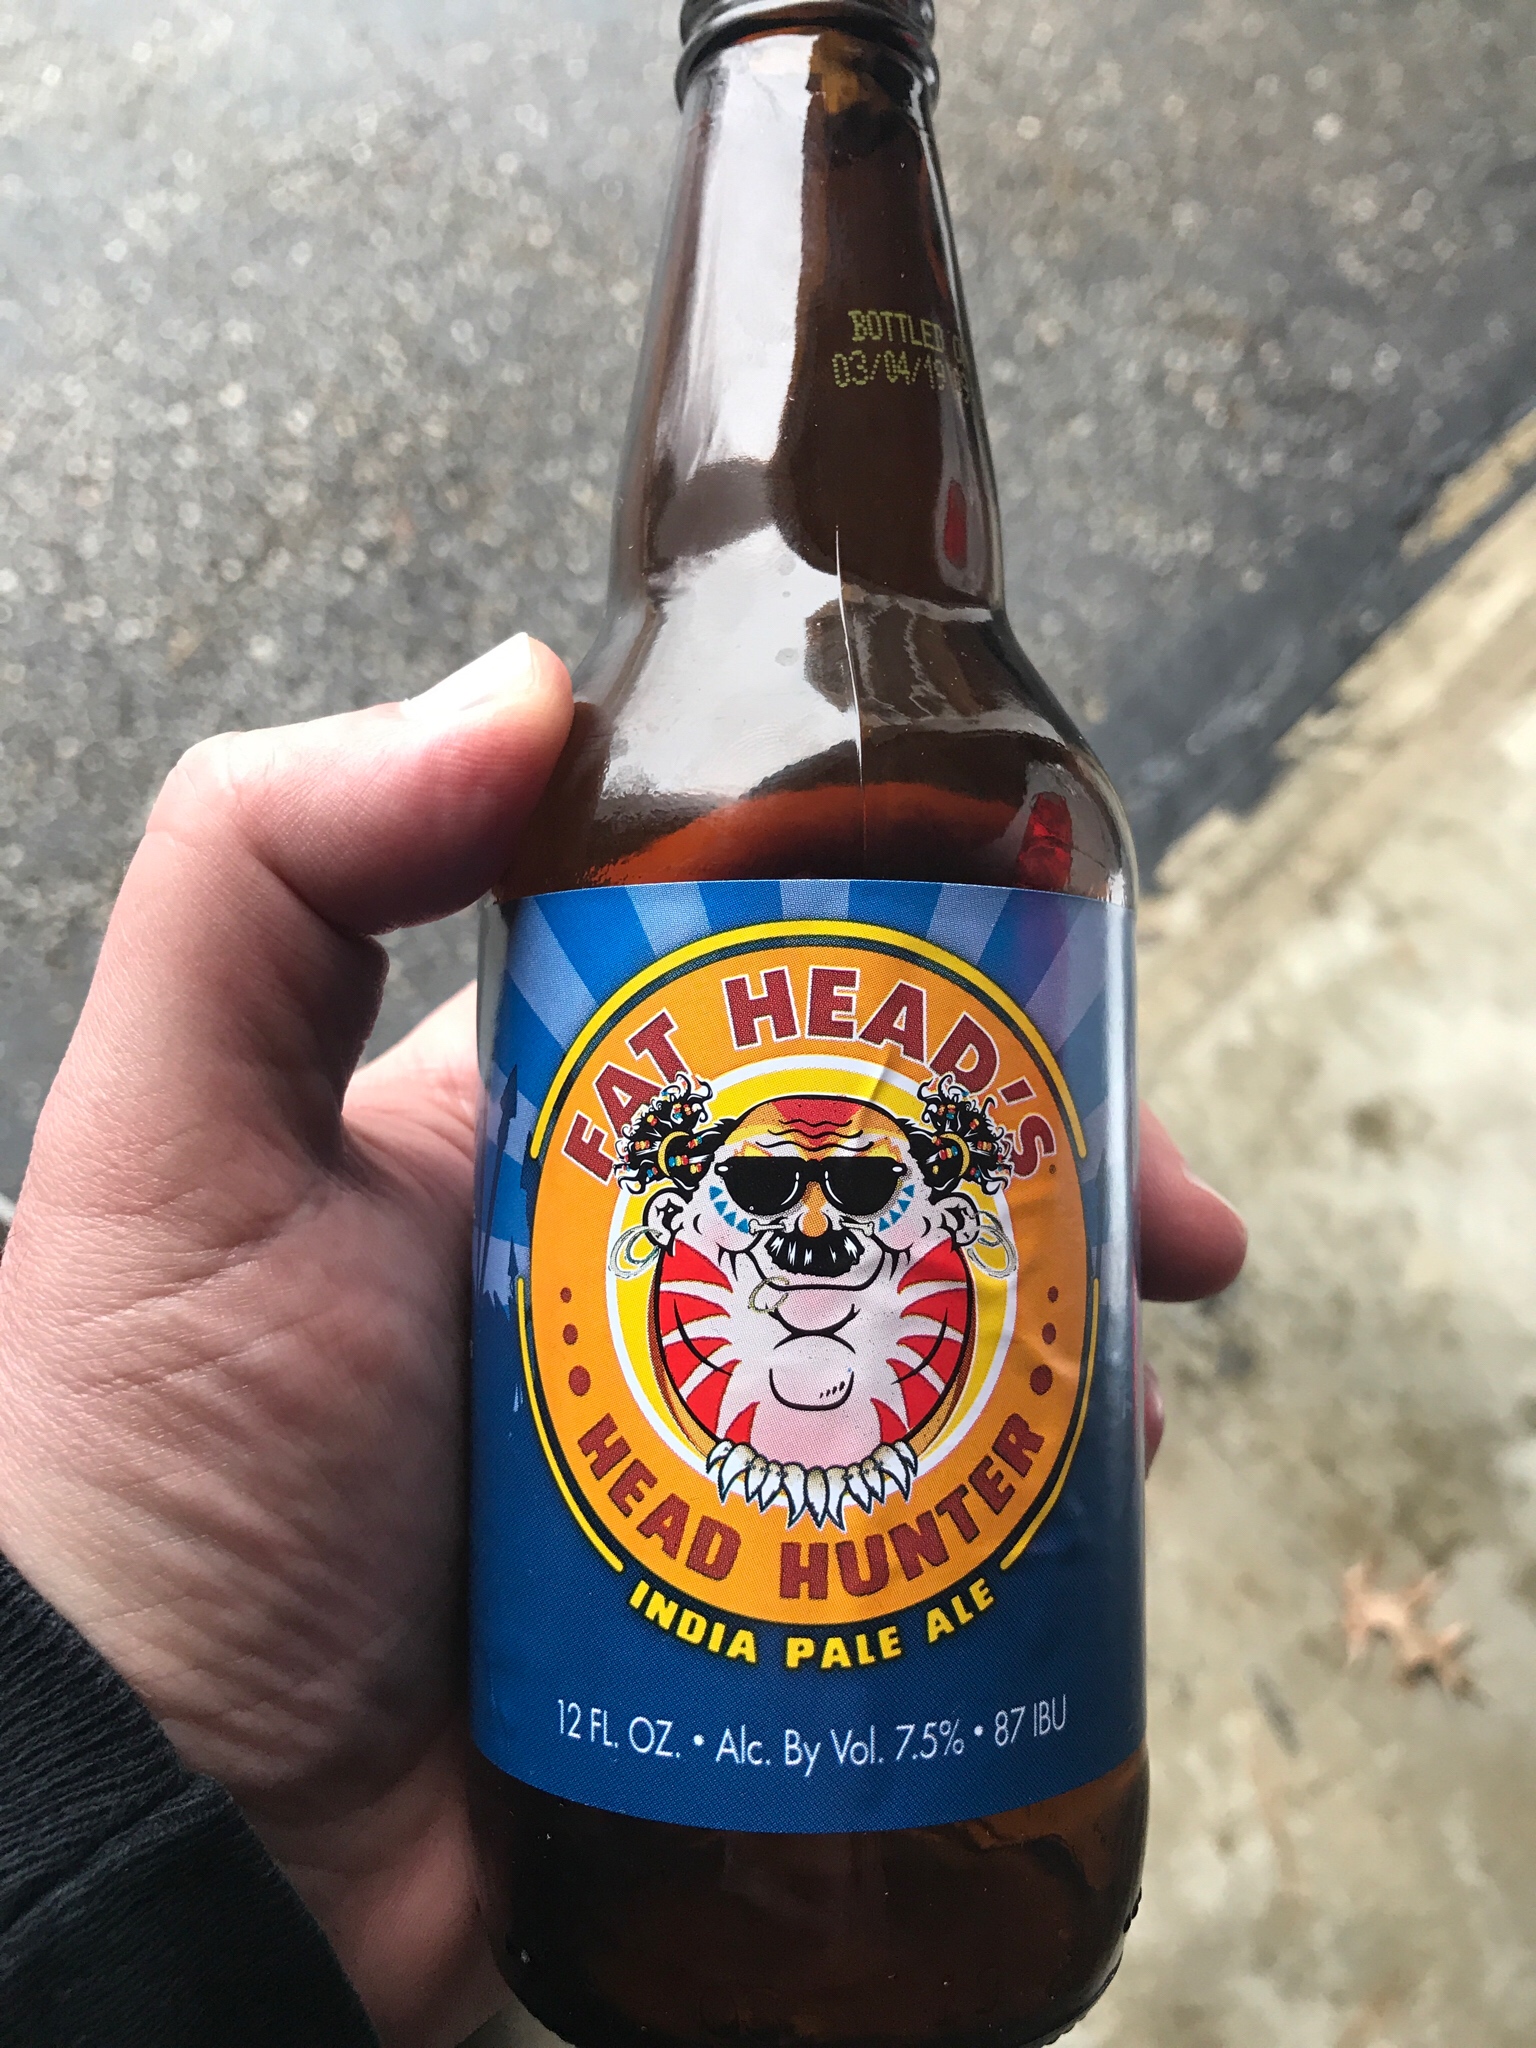 BOTTLED
03/04/19
FAT HEAD'S
HEAD HUNTER
INDIA PALE ALE
12 FL. OZ. • Alc. By Vol. 7.5% • 87 IBU